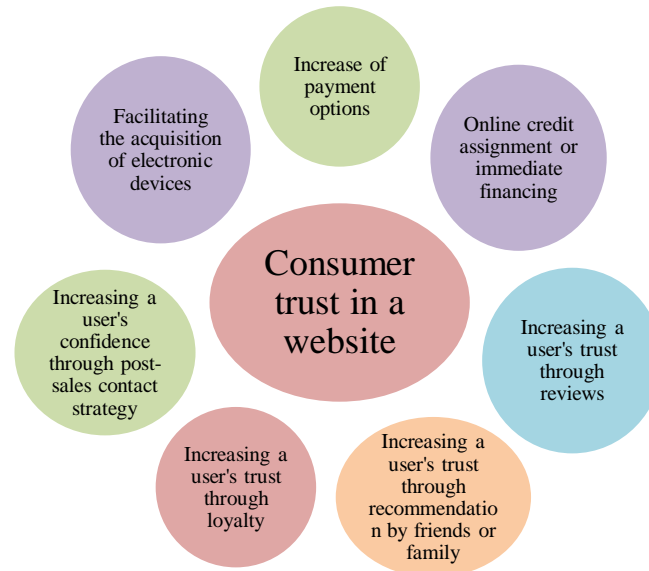 Increase of
payment
options
Online credit
assignment or
immediate
financing
Increasing a
user's trust
through
reviews
Increasing a
user's trust
through
recommendatio
n by friends or
family
Increasing a
user's trust
through
loyalty
Increasing a
user's
confidence
through post-
sales contact
strategy
Facilitating
the acquisition
of electronic
devices
Consumer
trust in a
website